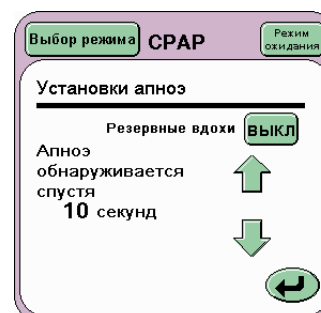 Выбор режима CPAP Режим
ожидания
Установки апноэ
Резервные вдохи ВЫКЛ
Апноэ
обнаруживается
спустя
10 секунд